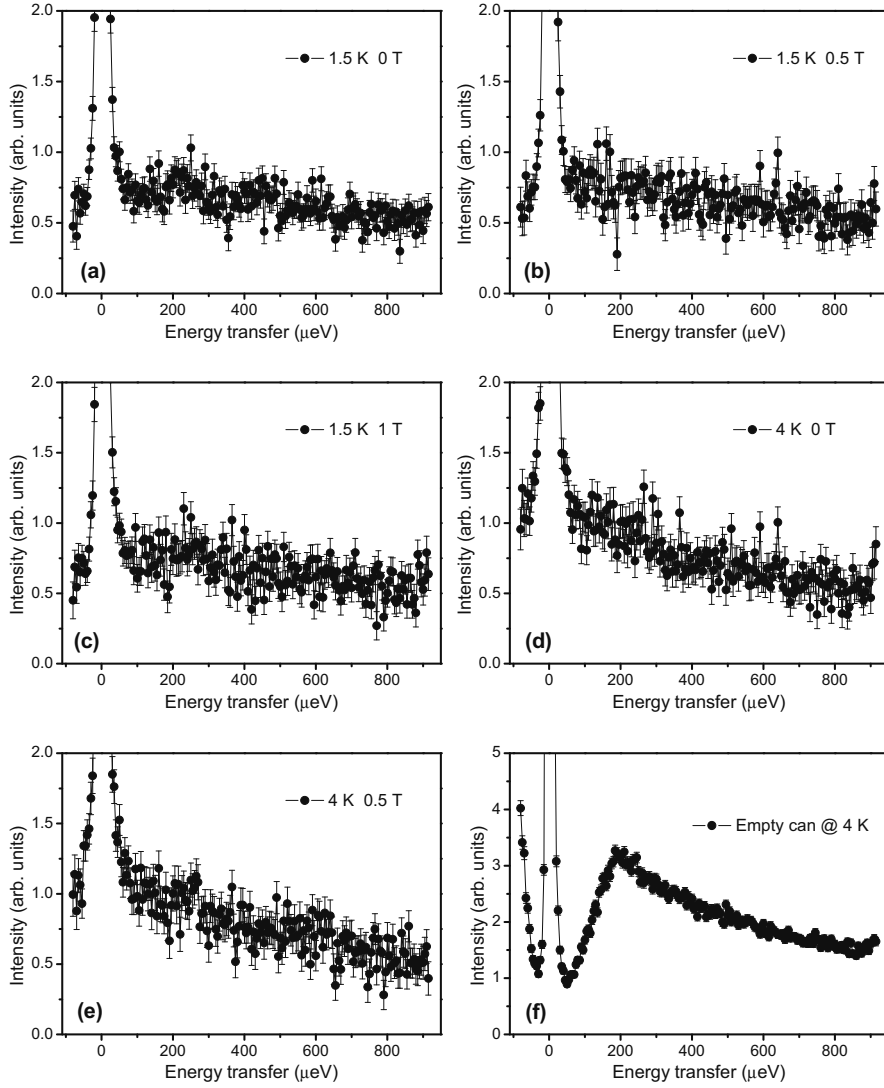 2.0
1.5
1.0
0.5
0.0
Intensity (arb. units)
1.5 K 0 T
(a)
0 200 400 600 800
Energy transfer (μeV)
2.0
1.5
1.0
0.5
0.0
Intensity (arb. units)
1.5 K 0.5 T
(b)
0 200 400 600 800
Energy transfer (μeV)
2.0
1.5
1.0
0.5
0.0
Intensity (arb. units)
1.5 K 1 T
(c)
0 200 400 600 800
Energy transfer (μeV)
2.0
1.5
1.0
0.5
0.0
Intensity (arb. units)
4 K 0 T
(d)
0 200 400 600 800
Energy transfer (μeV)
2.0
1.5
1.0
0.5
0.0
Intensity (arb. units)
4 K 0.5 T
(e)
0 200 400 600 800
Energy transfer (μeV)
5
4
3
2
1
0
Intensity (arb. units)
Empty can @ 4 K
(f)
0 200 400 600 800
Energy transfer (μeV)